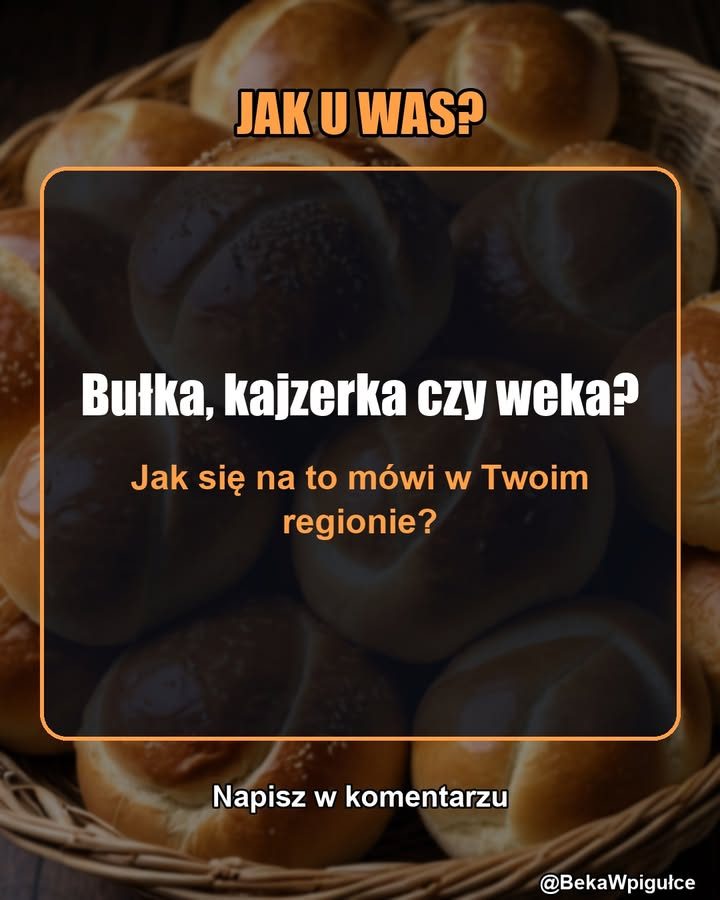 JAK U WAS?
Bułka, kajzerka czy weka?
Jak się na to mówi w Twoim
regionie?
Napisz w komentarzu
@BekaWpigułce